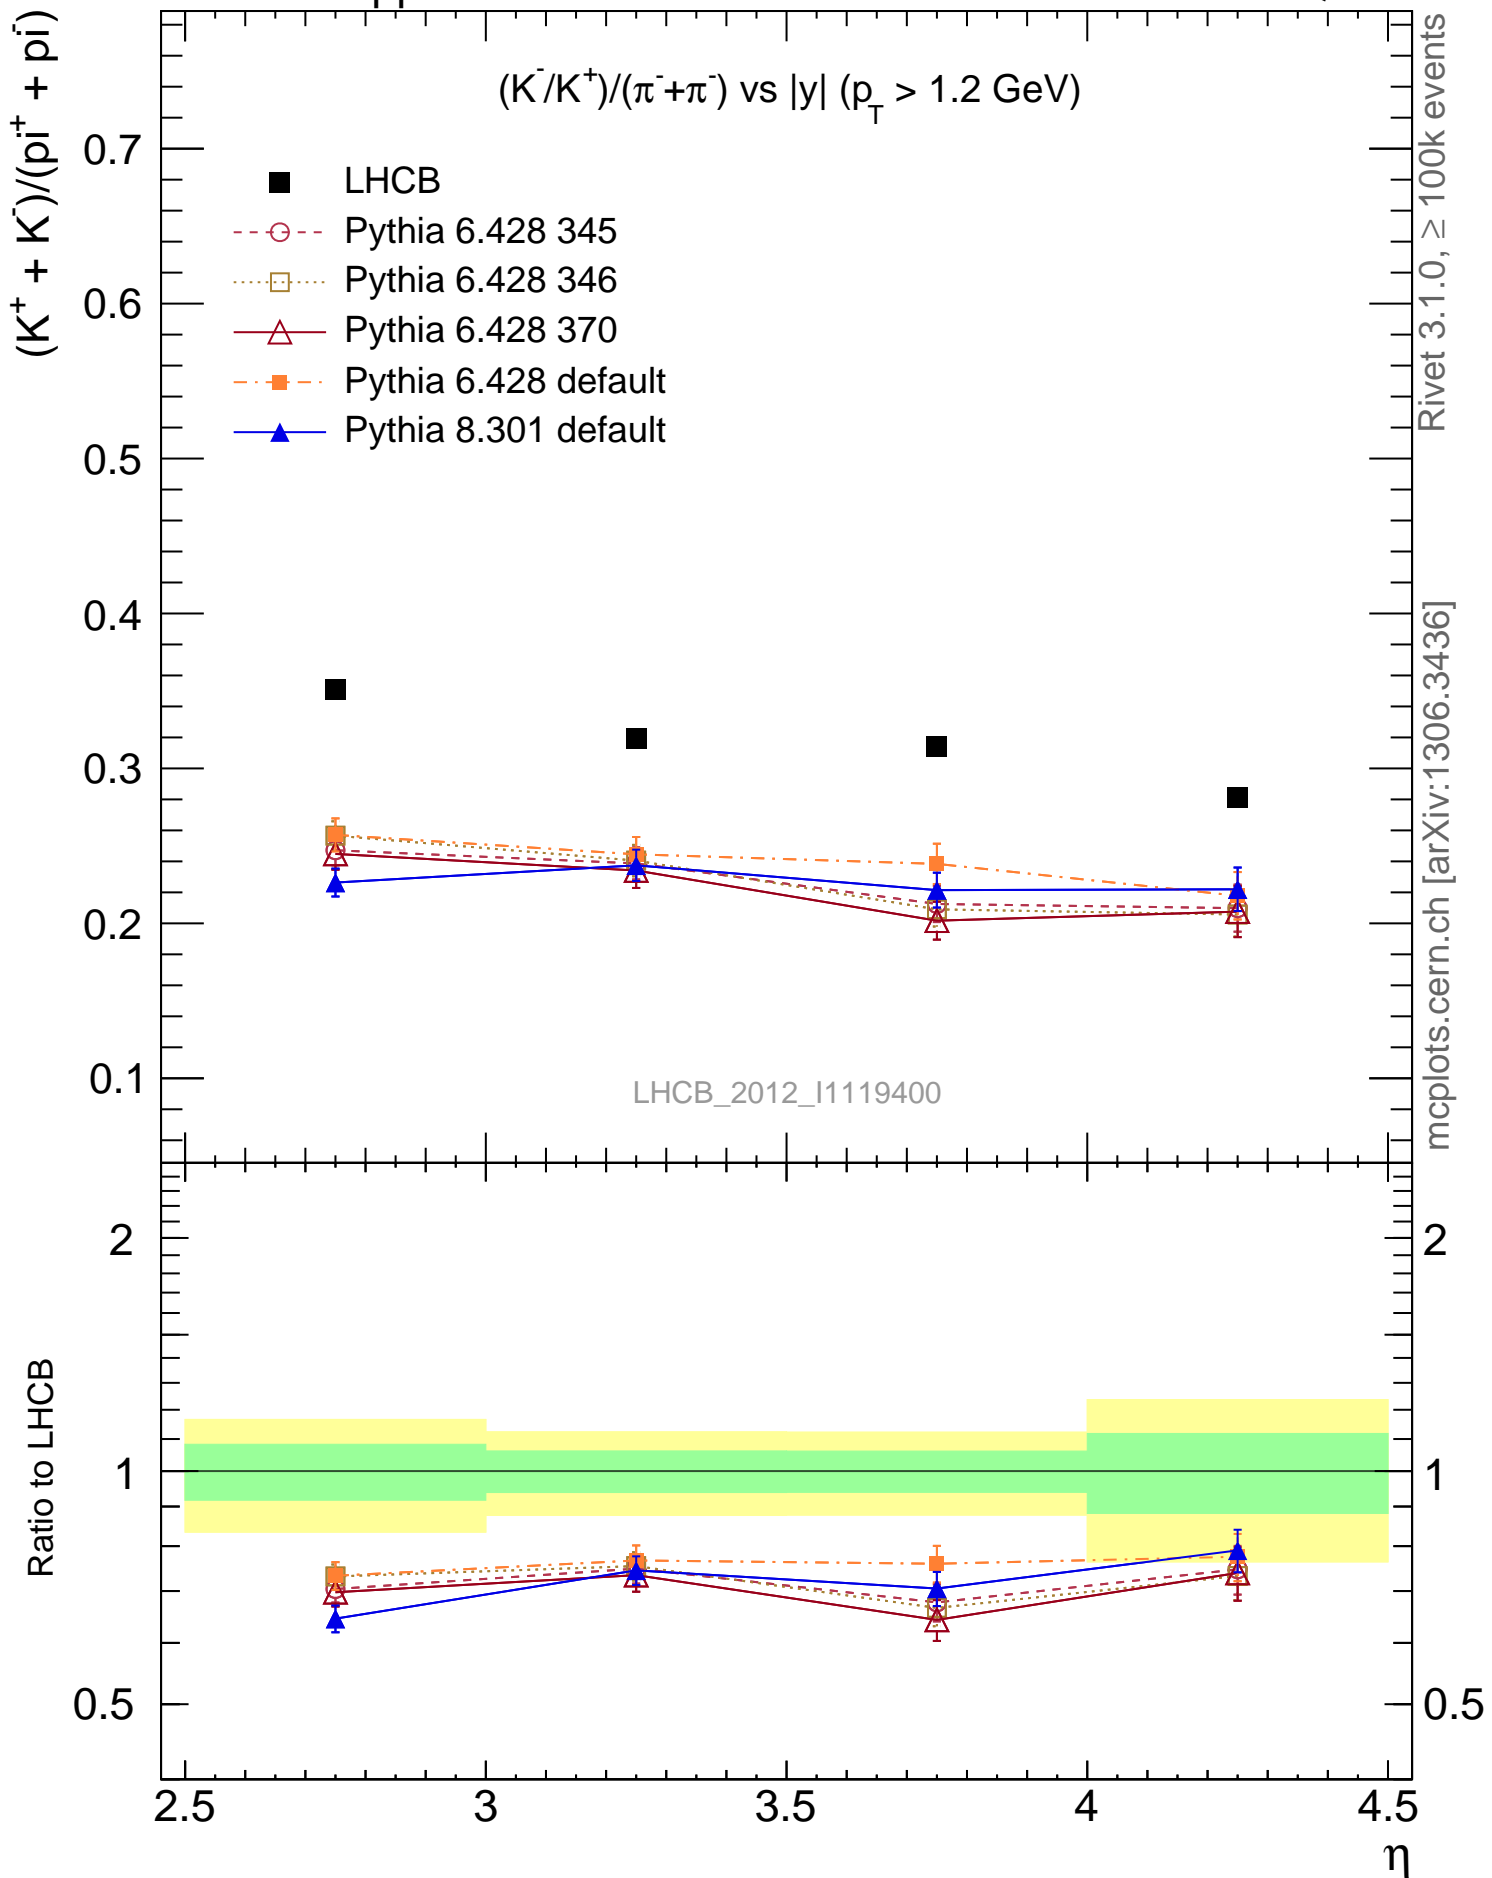 pp
(K⁻/K⁺)/(π⁻+π⁻) vs |y| (p_T > 1.2 GeV)
(K⁺ + K⁻)/(pi⁺ + pi⁻)
LHCB
Pythia 6.428 345
Pythia 6.428 346
Pythia 6.428 370
Pythia 6.428 default
Pythia 8.301 default
0.7
0.6
0.5
0.4
0.3
0.2
0.1
LHCB_2012_I1119400
Rivet 3.1.0, ≥ 100k events
mcplots.cern.ch [arXiv:1306.3436]
Ratio to LHCB
2
1
0.5
2
1
0.5
2.5 3 3.5 4 4.5
η